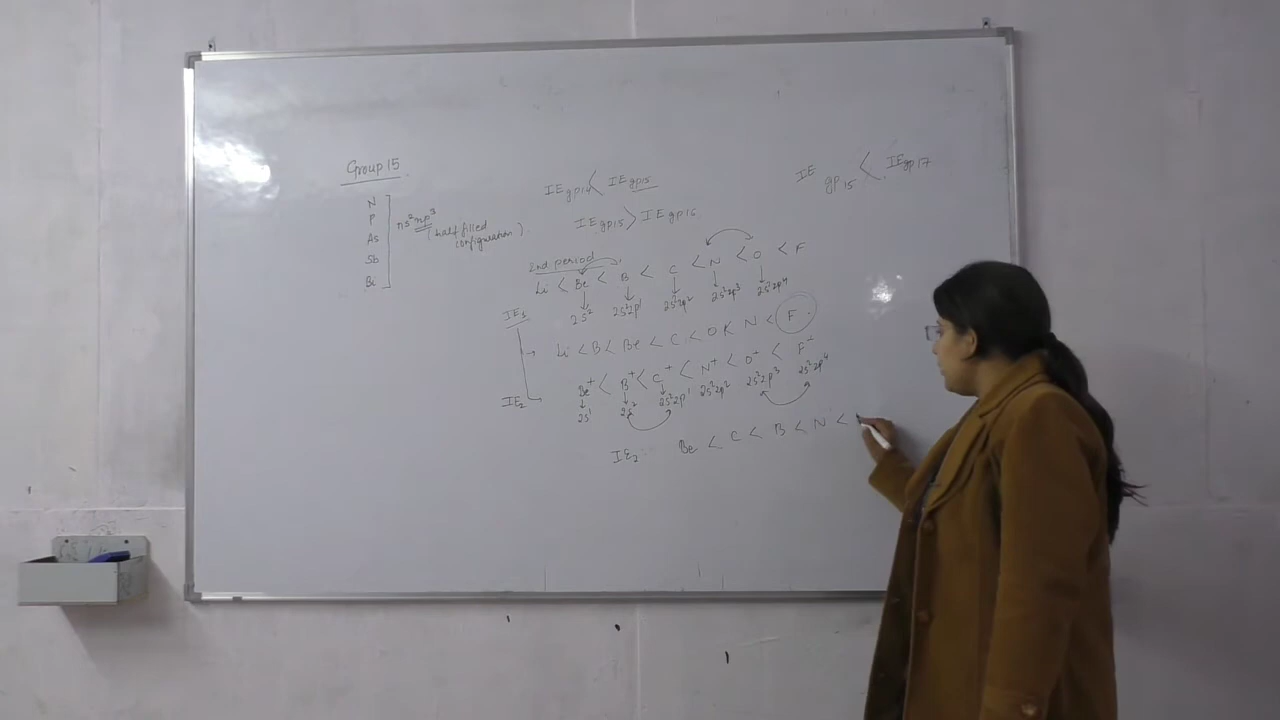 Group 15
N
P
As
Sb
Bi
ns²np³
(half filled
configuration).
IE gp14 < IE gp15
IE gp15 > IE gp16
IE gp15 < IE gp17
2nd period
Li < Be < B < C < N < O < F
2s² 2s²2p¹ 2s²2p² 2s²2p³ 2s²2p⁴
IE₁
Li < B < Be < C < O < N < F.
IE₂
Be⁺ < B⁺ < C⁺ < N⁺ < O⁺ < F⁺
2s¹ 2s² 2s²2p¹ 2s²2p² 2s²2p³ 2s²2p⁴
IE₂ :- Be < C < B < N <